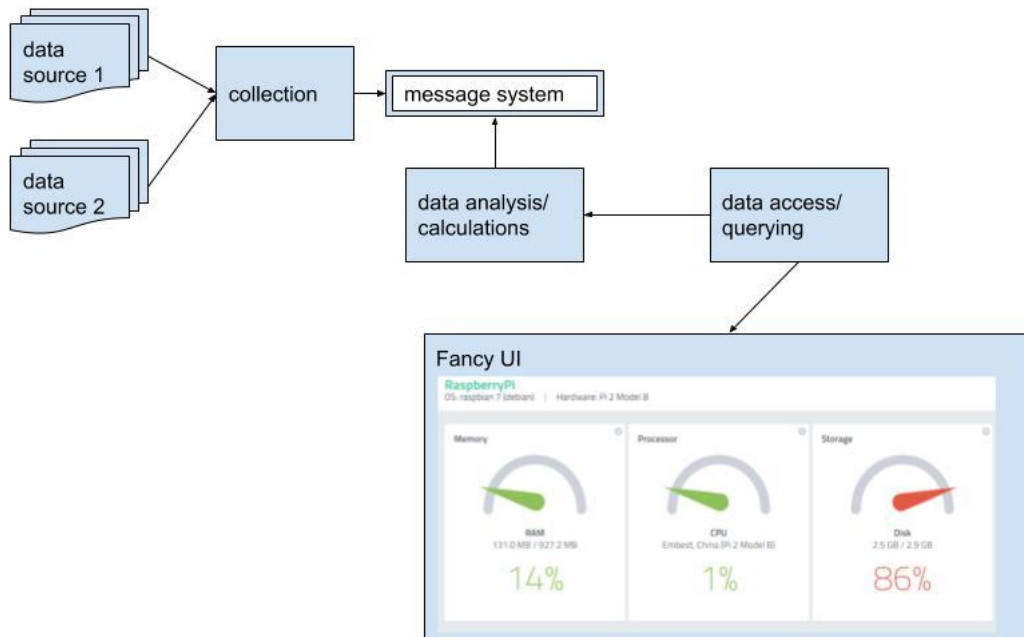 data
source 1
collection
message system
data
source 2
data analysis/
calculations
data access/
querying
Fancy UI
RaspberryPi
OS: raspbian 7 (debian) | Hardware: Pi 2 Model B
Memory
RAM
131.0 MB / 927.2 MB
14%
Processor
CPU
Embest, China (Pi 2 Model B)
1%
Storage
Disk
2.5 GB / 2.9 GB
86%